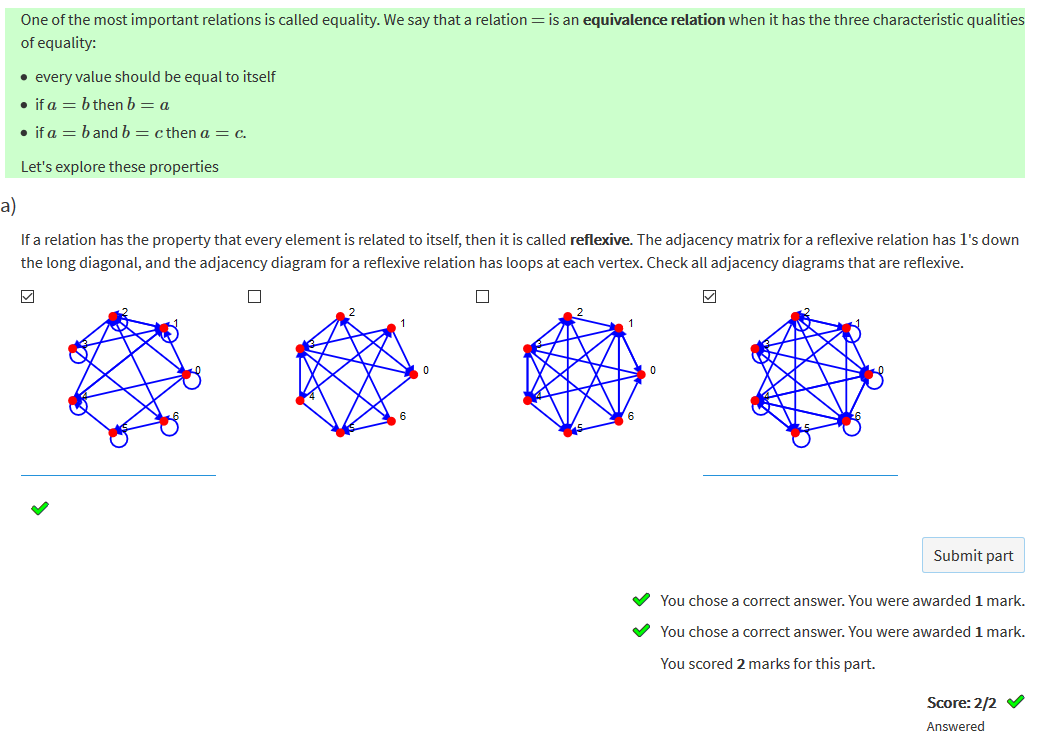 One of the most important relations is called equality. We say that a relation = is an equivalence relation when it has the three characteristic qualities
of equality:
• every value should be equal to itself
• if a = b then b = a
• if a = b and b = c then a = c.
Let's explore these properties
a)
If a relation has the property that every element is related to itself, then it is called reflexive. The adjacency matrix for a reflexive relation has 1's down
the long diagonal, and the adjacency diagram for a reflexive relation has loops at each vertex. Check all adjacency diagrams that are reflexive.
2
1
3
0
4
6
5
2
1
3
0
4
6
5
2
1
3
0
4
6
5
2
1
3
0
4
6
5
Submit part
You chose a correct answer. You were awarded 1 mark.
You chose a correct answer. You were awarded 1 mark.
You scored 2 marks for this part.
Score: 2/2
Answered